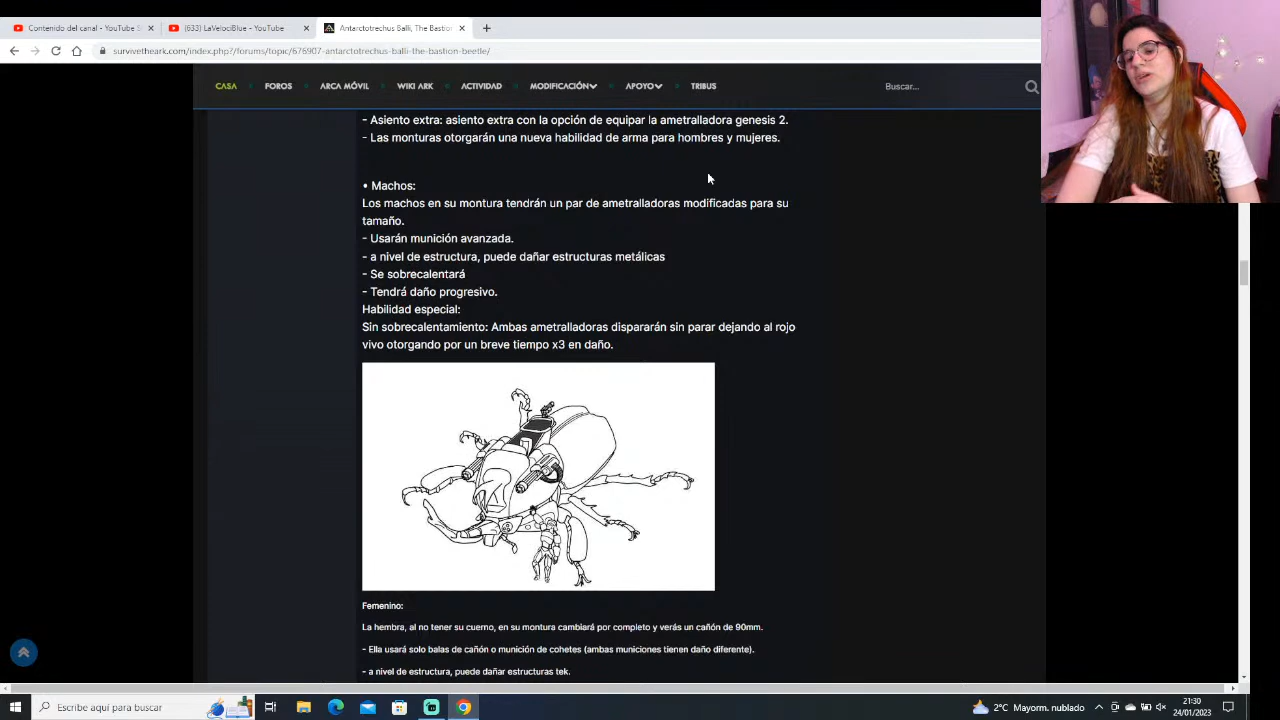 Contenido del canal - YouTube S
(633) LaVelociBlue - YouTube
Antarctotrechus Balli, The Bastion
survivetheark.com/index.php?/forums/topic/676907-antarctotrechus-balli-the-bastion-beetle/
CASA FOROS ARCA MÓVIL WIKI ARK ACTIVIDAD MODIFICACIÓN APOYO TRIBUS Buscar...
- Asiento extra: asiento extra con la opción de equipar la ametralladora genesis 2.
- Las monturas otorgarán una nueva habilidad de arma para hombres y mujeres.
• Machos:
Los machos en su montura tendrán un par de ametralladoras modificadas para su
tamaño.
- Usarán munición avanzada.
- a nivel de estructura, puede dañar estructuras metálicas
- Se sobrecalentará
- Tendrá daño progresivo.
Habilidad especial:
Sin sobrecalentamiento: Ambas ametralladoras dispararán sin parar dejando al rojo
vivo otorgando por un breve tiempo x3 en daño.
Femenino:
La hembra, al no tener su cuerno, en su montura cambiará por completo y verás un cañón de 90mm.
- Ella usará solo balas de cañón o munición de cohetes (ambas municiones tienen daño diferente).
- a nivel de estructura, puede dañar estructuras tek.
Escribe aquí para buscar
2°C Mayorm. nublado
21:30
24/01/2023